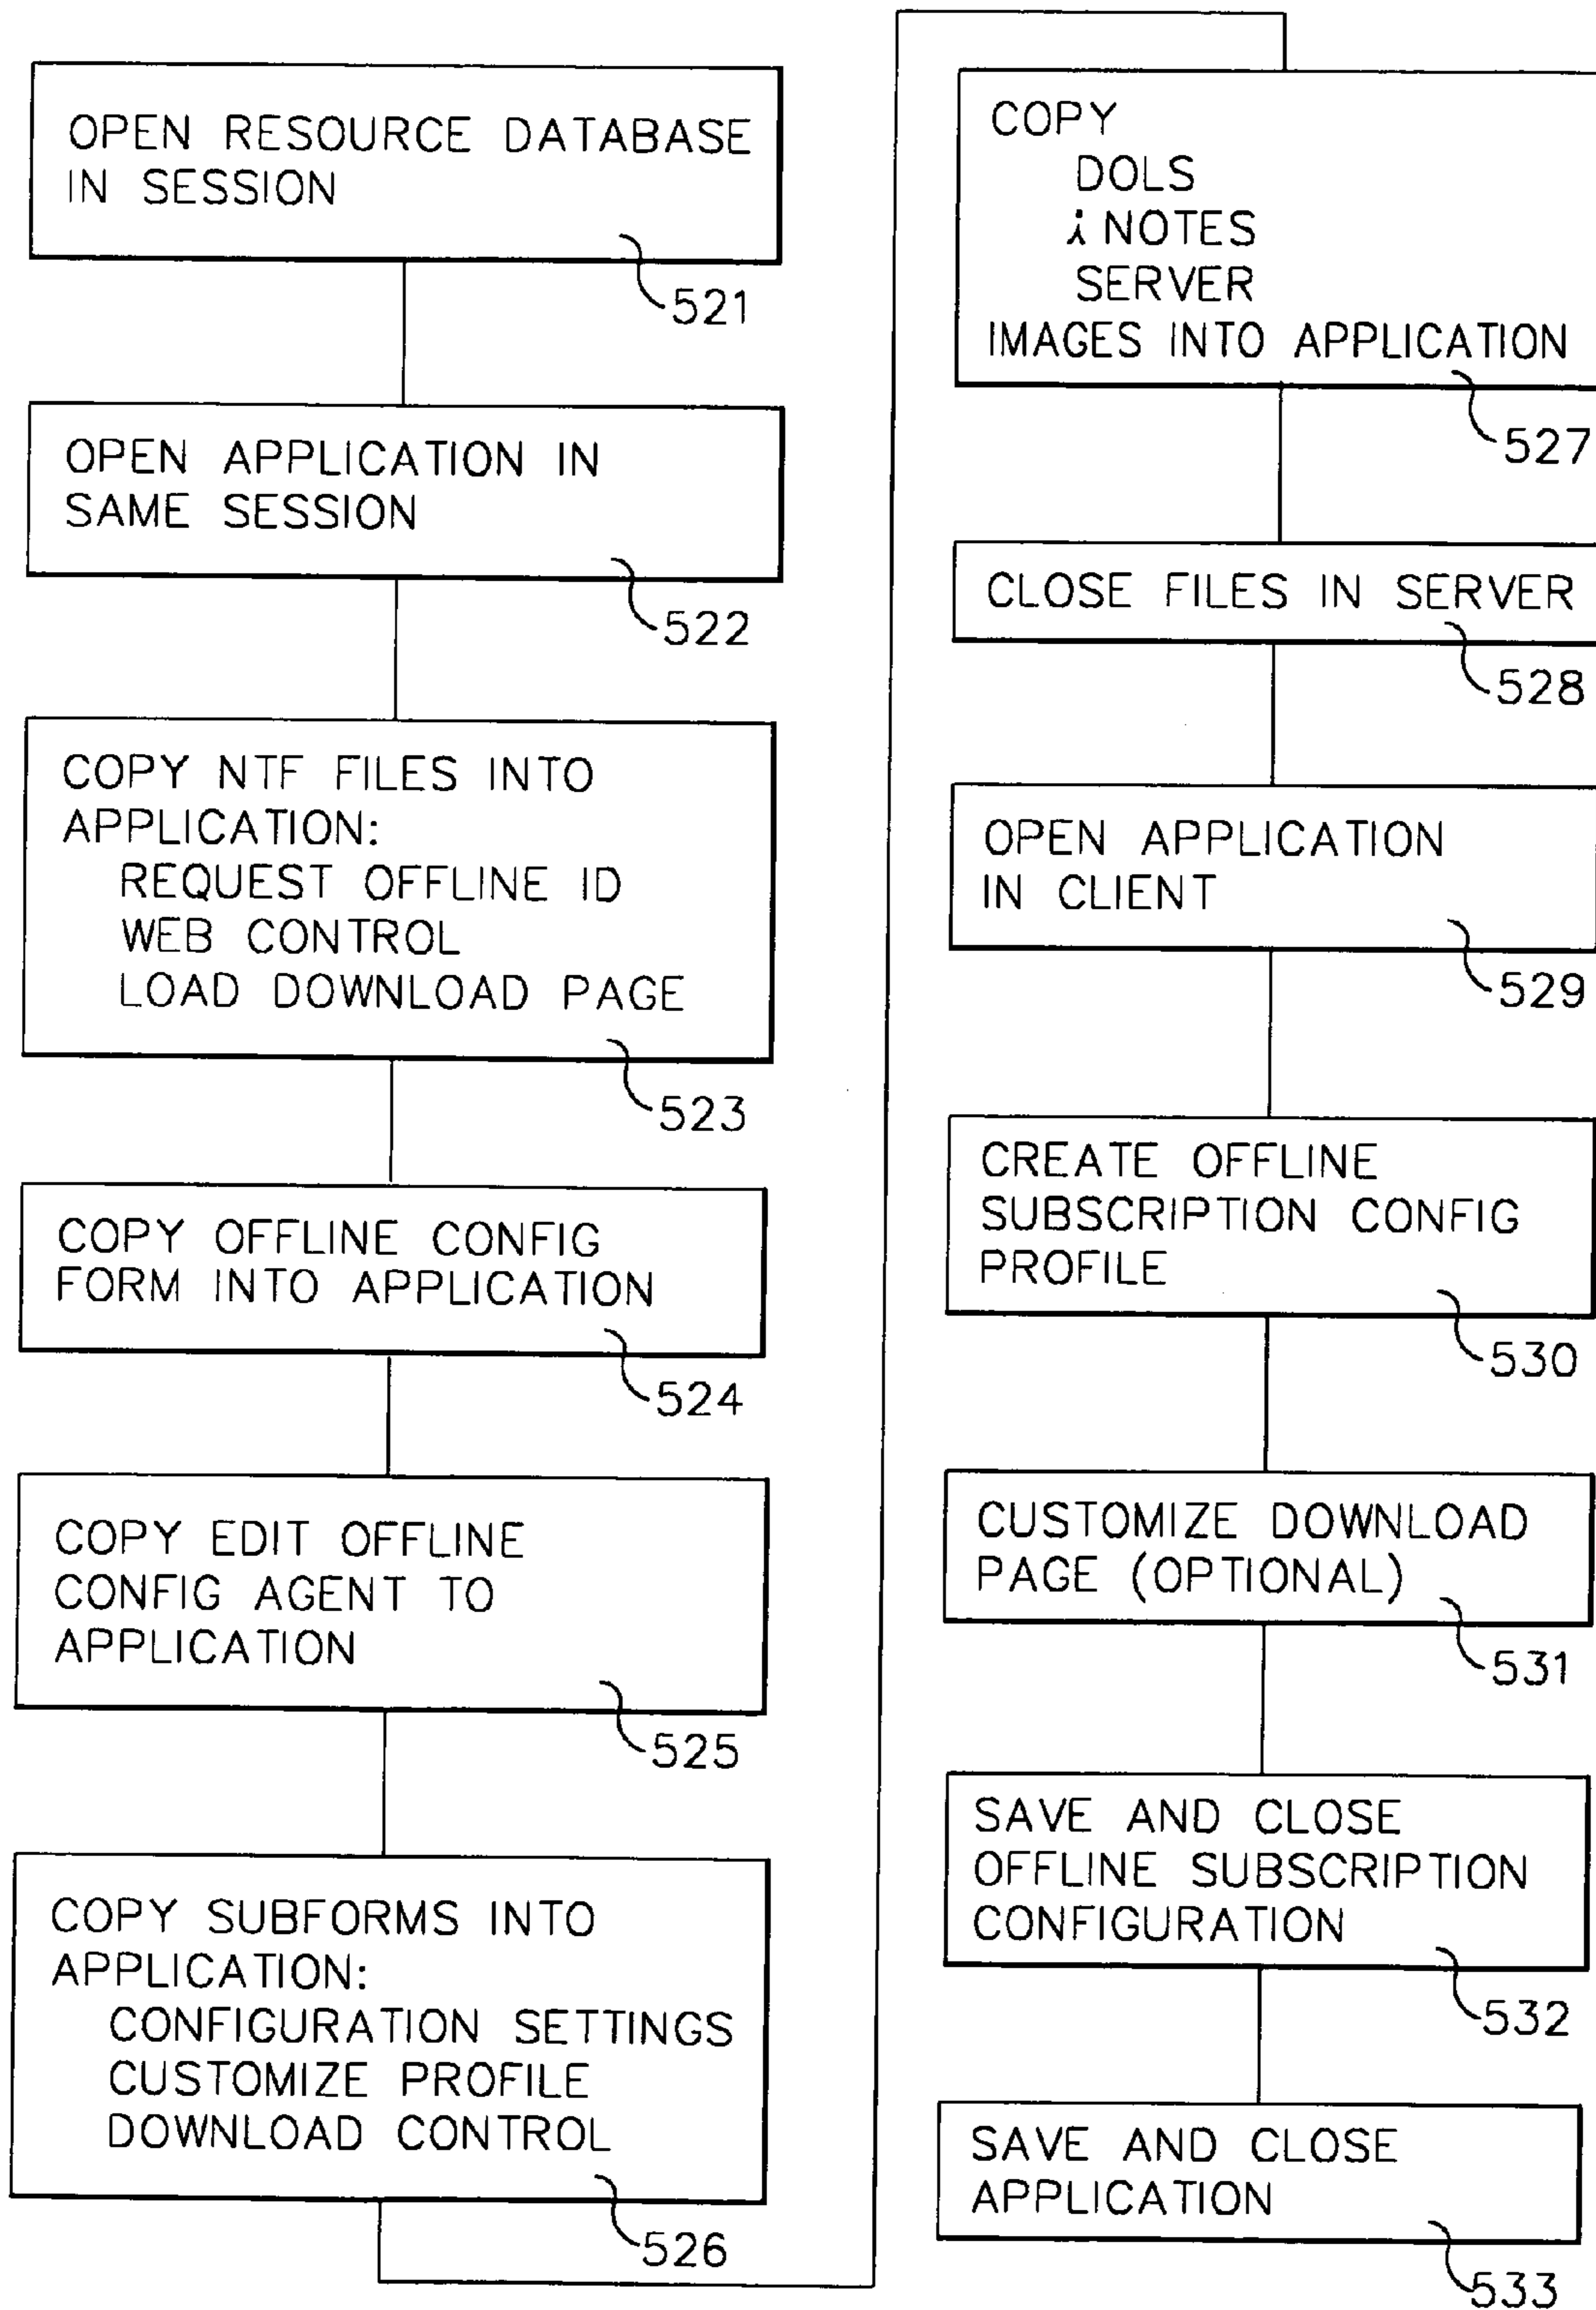 OPEN RESOURCE DATABASE
IN SESSION
521
OPEN APPLICATION IN
SAME SESSION
522
COPY NTF FILES INTO
APPLICATION:
REQUEST OFFLINE ID
WEB CONTROL
LOAD DOWNLOAD PAGE
523
COPY OFFLINE CONFIG
FORM INTO APPLICATION
524
COPY EDIT OFFLINE
CONFIG AGENT TO
APPLICATION
525
COPY SUBFORMS INTO
APPLICATION:
CONFIGURATION SETTINGS
CUSTOMIZE PROFILE
DOWNLOAD CONTROL
526
COPY
DOLS
iNOTES
SERVER
IMAGES INTO APPLICATION
527
CLOSE FILES IN SERVER
528
OPEN APPLICATION
IN CLIENT
529
CREATE OFFLINE
SUBSCRIPTION CONFIG
PROFILE
530
CUSTOMIZE DOWNLOAD
PAGE (OPTIONAL)
531
SAVE AND CLOSE
OFFLINE SUBSCRIPTION
CONFIGURATION
532
SAVE AND CLOSE
APPLICATION
533